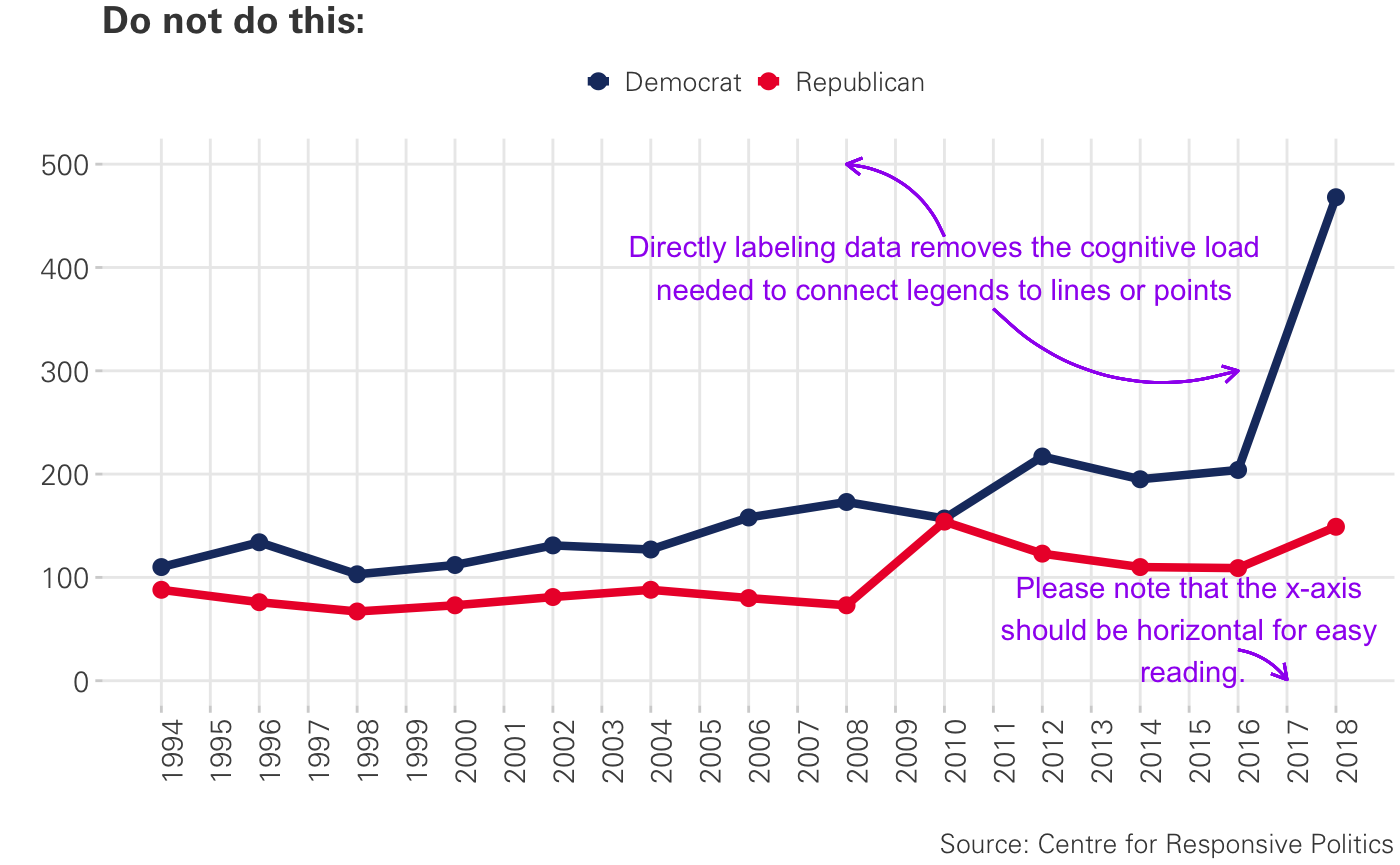 Do not do this:
Democrat Republican
500
Directly labeling data removes the cognitive load
400
needed to connect legends to lines or points
300
200
100
Please note that the x-axis
should be horizontal for easy
reading.
0
1994 1995 1996 1997 1998 1999 2000 2001 2002 2003 2004 2005 2006 2007 2008 2009 2010 2011 2012 2013 2014 2015 2016 2017 2018
Source: Centre for Responsive Politics